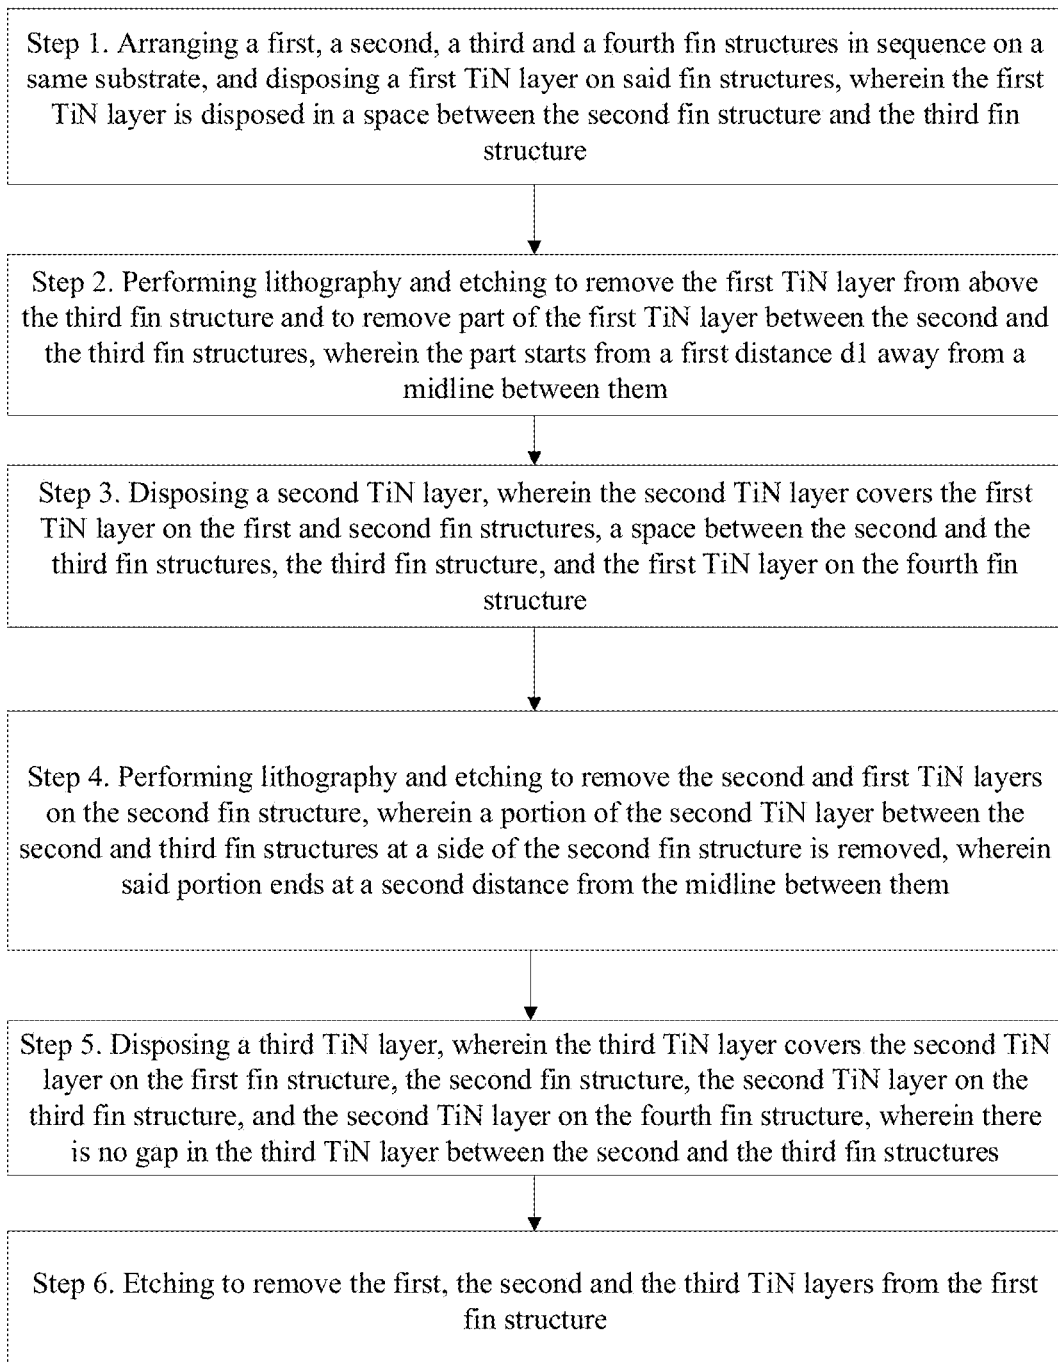 Step 1. Arranging a first, a second, a third and a fourth fin structures in sequence on a
same substrate, and disposing a first TiN layer on said fin structures, wherein the first
TiN layer is disposed in a space between the second fin structure and the third fin
structure
Step 2. Performing lithography and etching to remove the first TiN layer from above
the third fin structure and to remove part of the first TiN layer between the second and
the third fin structures, wherein the part starts from a first distance d1 away from a
midline between them
Step 3. Disposing a second TiN layer, wherein the second TiN layer covers the first
TiN layer on the first and second fin structures, a space between the second and the
third fin structures, the third fin structure, and the first TiN layer on the fourth fin
structure
Step 4. Performing lithography and etching to remove the second and first TiN layers
on the second fin structure, wherein a portion of the second TiN layer between the
second and third fin structures at a side of the second fin structure is removed, wherein
said portion ends at a second distance from the midline between them
Step 5. Disposing a third TiN layer, wherein the third TiN layer covers the second TiN
layer on the first fin structure, the second fin structure, the second TiN layer on the
third fin structure, and the second TiN layer on the fourth fin structure, wherein there
is no gap in the third TiN layer between the second and the third fin structures
Step 6. Etching to remove the first, the second and the third TiN layers from the first
fin structure